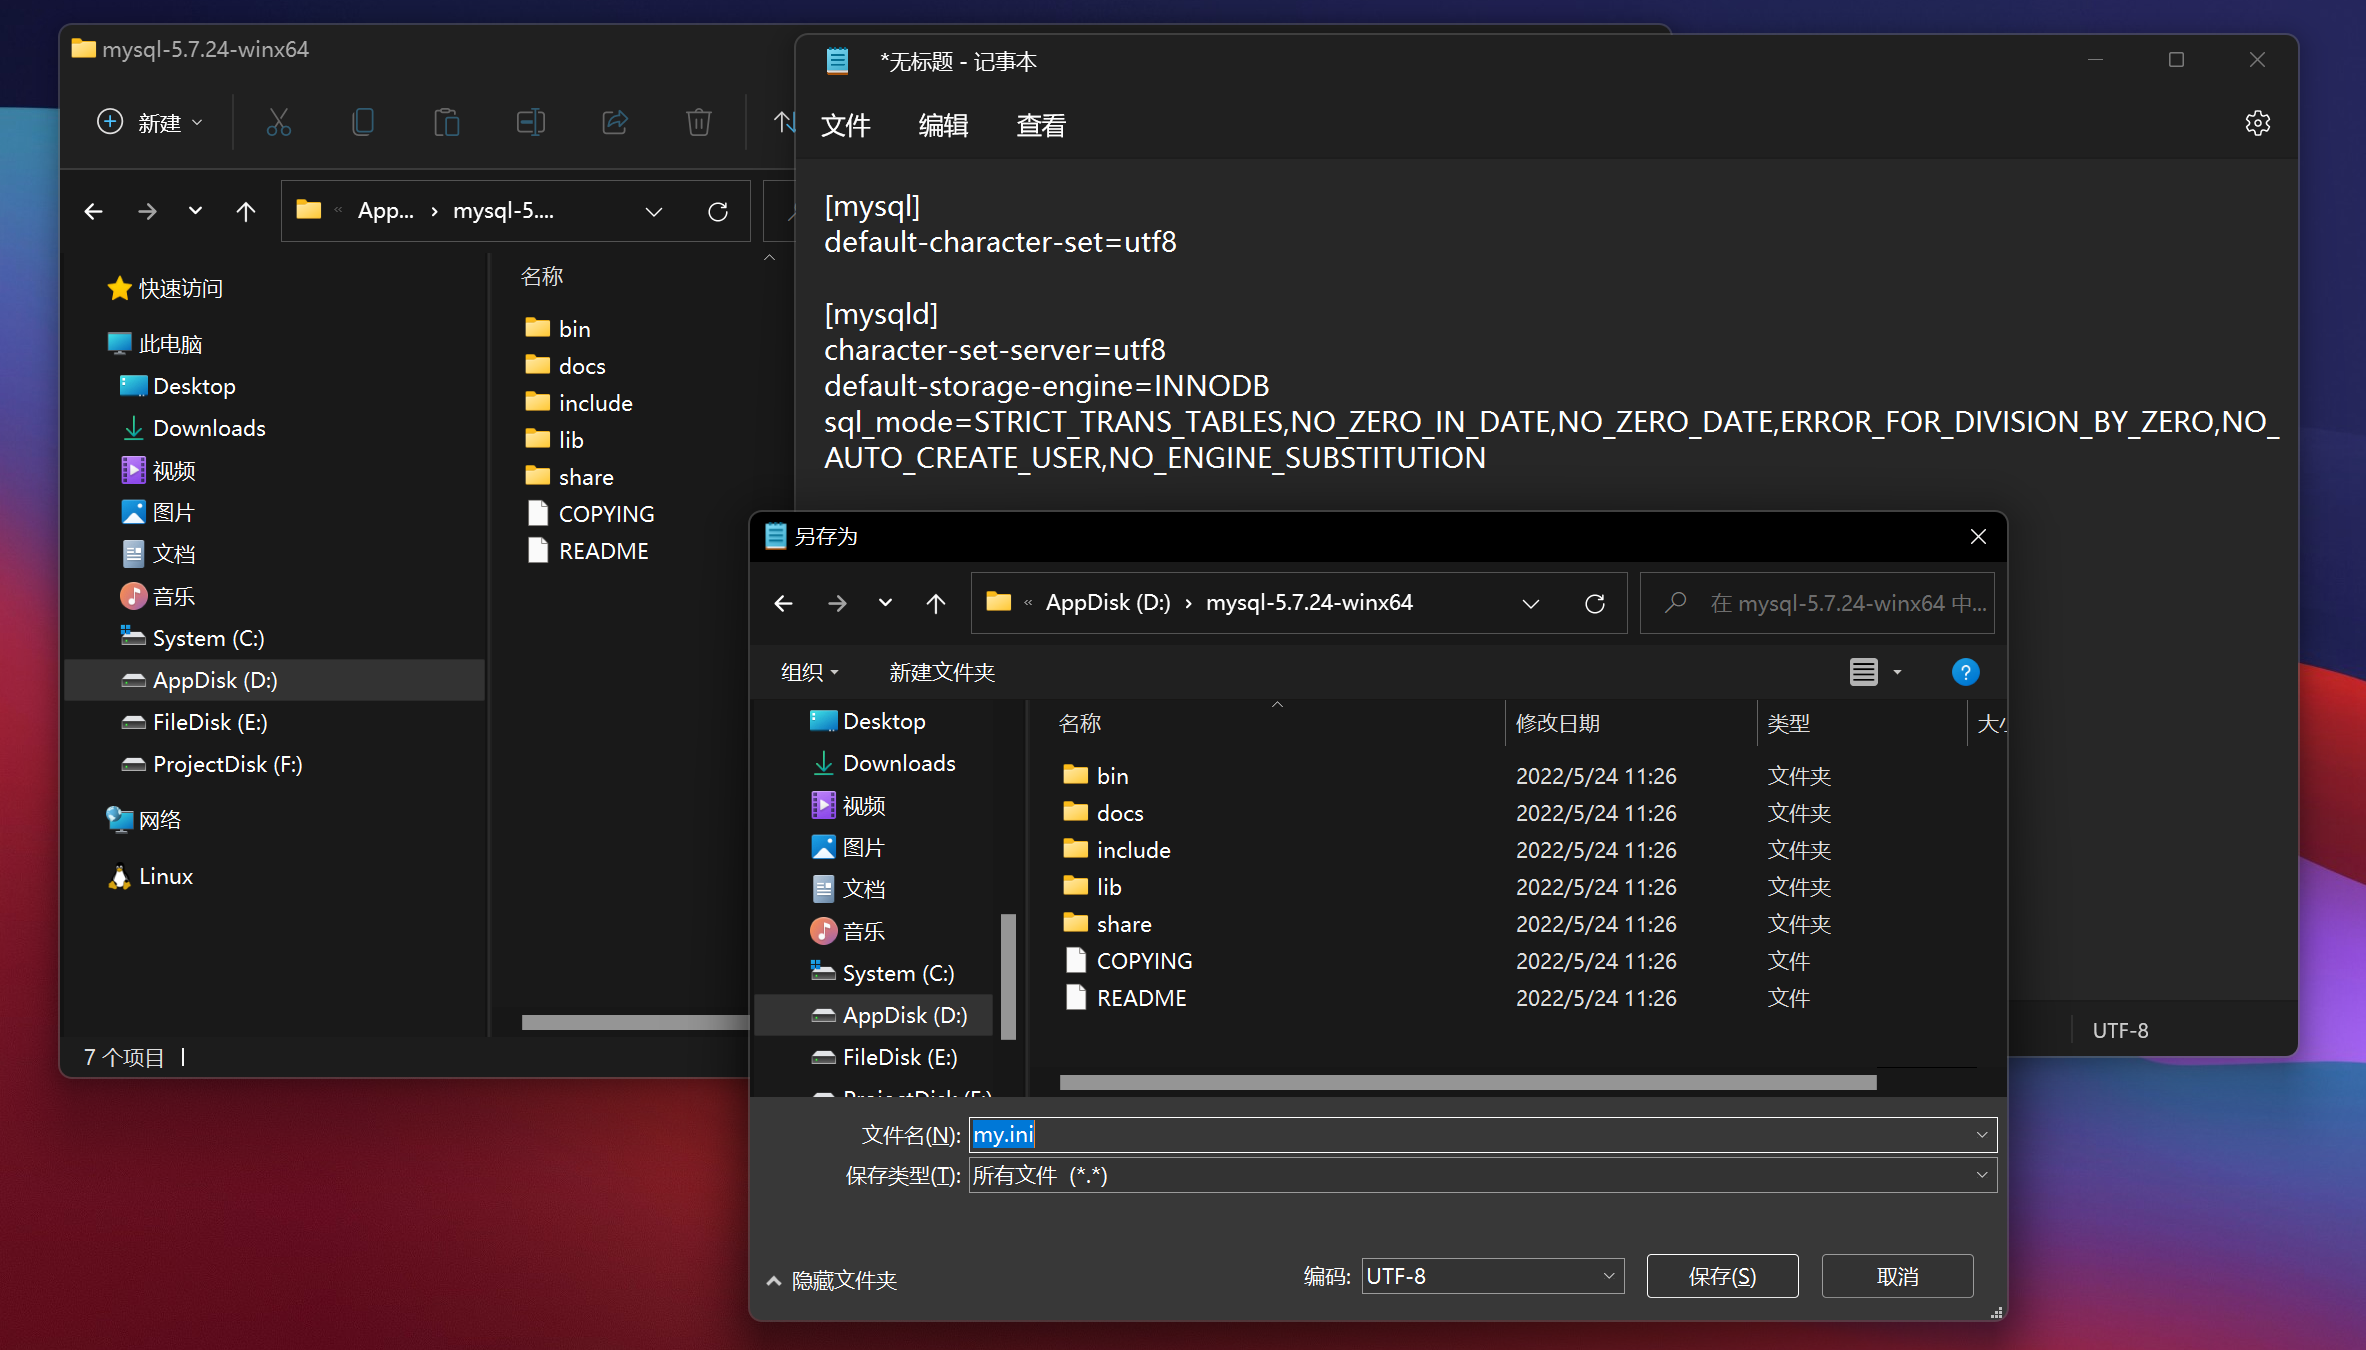 mysql-5.7.24-winx64
新建
« App... › mysql-5....
快速访问
此电脑
Desktop
Downloads
视频
图片
文档
音乐
System (C:)
AppDisk (D:)
FileDisk (E:)
ProjectDisk (F:)
网络
Linux
名称
bin
docs
include
lib
share
COPYING
README
7 个项目
*无标题 - 记事本
文件 编辑 查看
[mysql]
default-character-set=utf8
[mysqld]
character-set-server=utf8
default-storage-engine=INNODB
sql_mode=STRICT_TRANS_TABLES,NO_ZERO_IN_DATE,NO_ZERO_DATE,ERROR_FOR_DIVISION_BY_ZERO,NO_
AUTO_CREATE_USER,NO_ENGINE_SUBSTITUTION
UTF-8
另存为
« AppDisk (D:) › mysql-5.7.24-winx64
在 mysql-5.7.24-winx64 中...
组织 新建文件夹
?
Desktop
Downloads
视频
图片
文档
音乐
System (C:)
AppDisk (D:)
FileDisk (E:)
ProjectDisk (F:)
名称 修改日期 类型 大小
bin 2022/5/24 11:26 文件夹
docs 2022/5/24 11:26 文件夹
include 2022/5/24 11:26 文件夹
lib 2022/5/24 11:26 文件夹
share 2022/5/24 11:26 文件夹
COPYING 2022/5/24 11:26 文件
README 2022/5/24 11:26 文件
文件名(N): my.ini
保存类型(T): 所有文件 (*.*)
隐藏文件夹
编码: UTF-8
保存(S)
取消